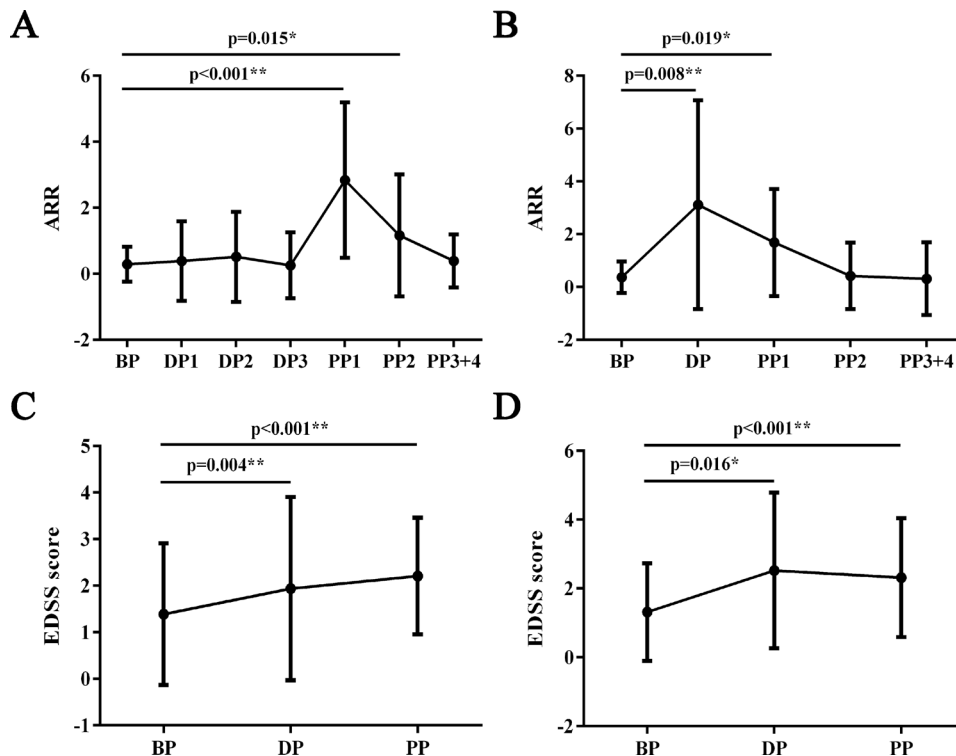 A
p=0.015*
p<0.001**
6
4
2
0
-2
ARR
BP DP1 DP2 DP3 PP1 PP2 PP3+4
B
p=0.019*
p=0.008**
8
6
4
2
0
-2
ARR
BP DP PP1 PP2 PP3+4
C
p<0.001**
p=0.004**
5
4
3
2
1
0
-1
EDSS score
BP DP PP
D
p<0.001**
p=0.016*
6
4
2
0
-2
EDSS score
BP DP PP